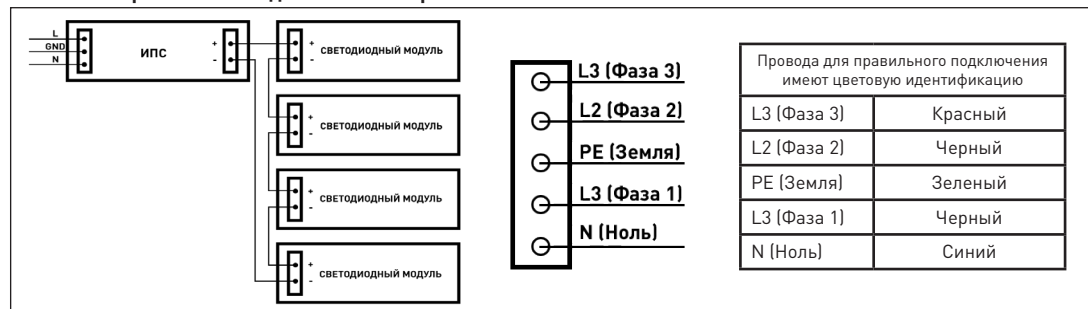 L
GND
N
ИПС
+
-
+
-
СВЕТОДИОДНЫЙ МОДУЛЬ
+
-
СВЕТОДИОДНЫЙ МОДУЛЬ
+
-
СВЕТОДИОДНЫЙ МОДУЛЬ
+
-
СВЕТОДИОДНЫЙ МОДУЛЬ
L3 (Фаза 3)
L2 (Фаза 2)
PE (Земля)
L3 (Фаза 1)
N (Ноль)
Провода для правильного подключения
имеют цветовую идентификацию
L3 (Фаза 3) Красный
L2 (Фаза 2) Черный
PE (Земля) Зеленый
L3 (Фаза 1) Черный
N (Ноль) Синий